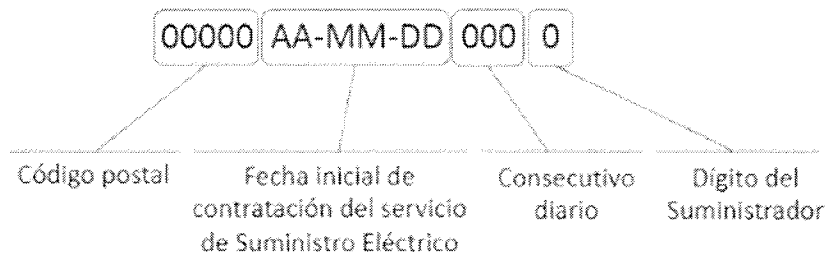 00000 AA-MM-DD 000 0
Código postal
Fecha inicial de
contratación del servicio
de Suministro Eléctrico
Consecutivo
diario
Dígito del
Suministrador